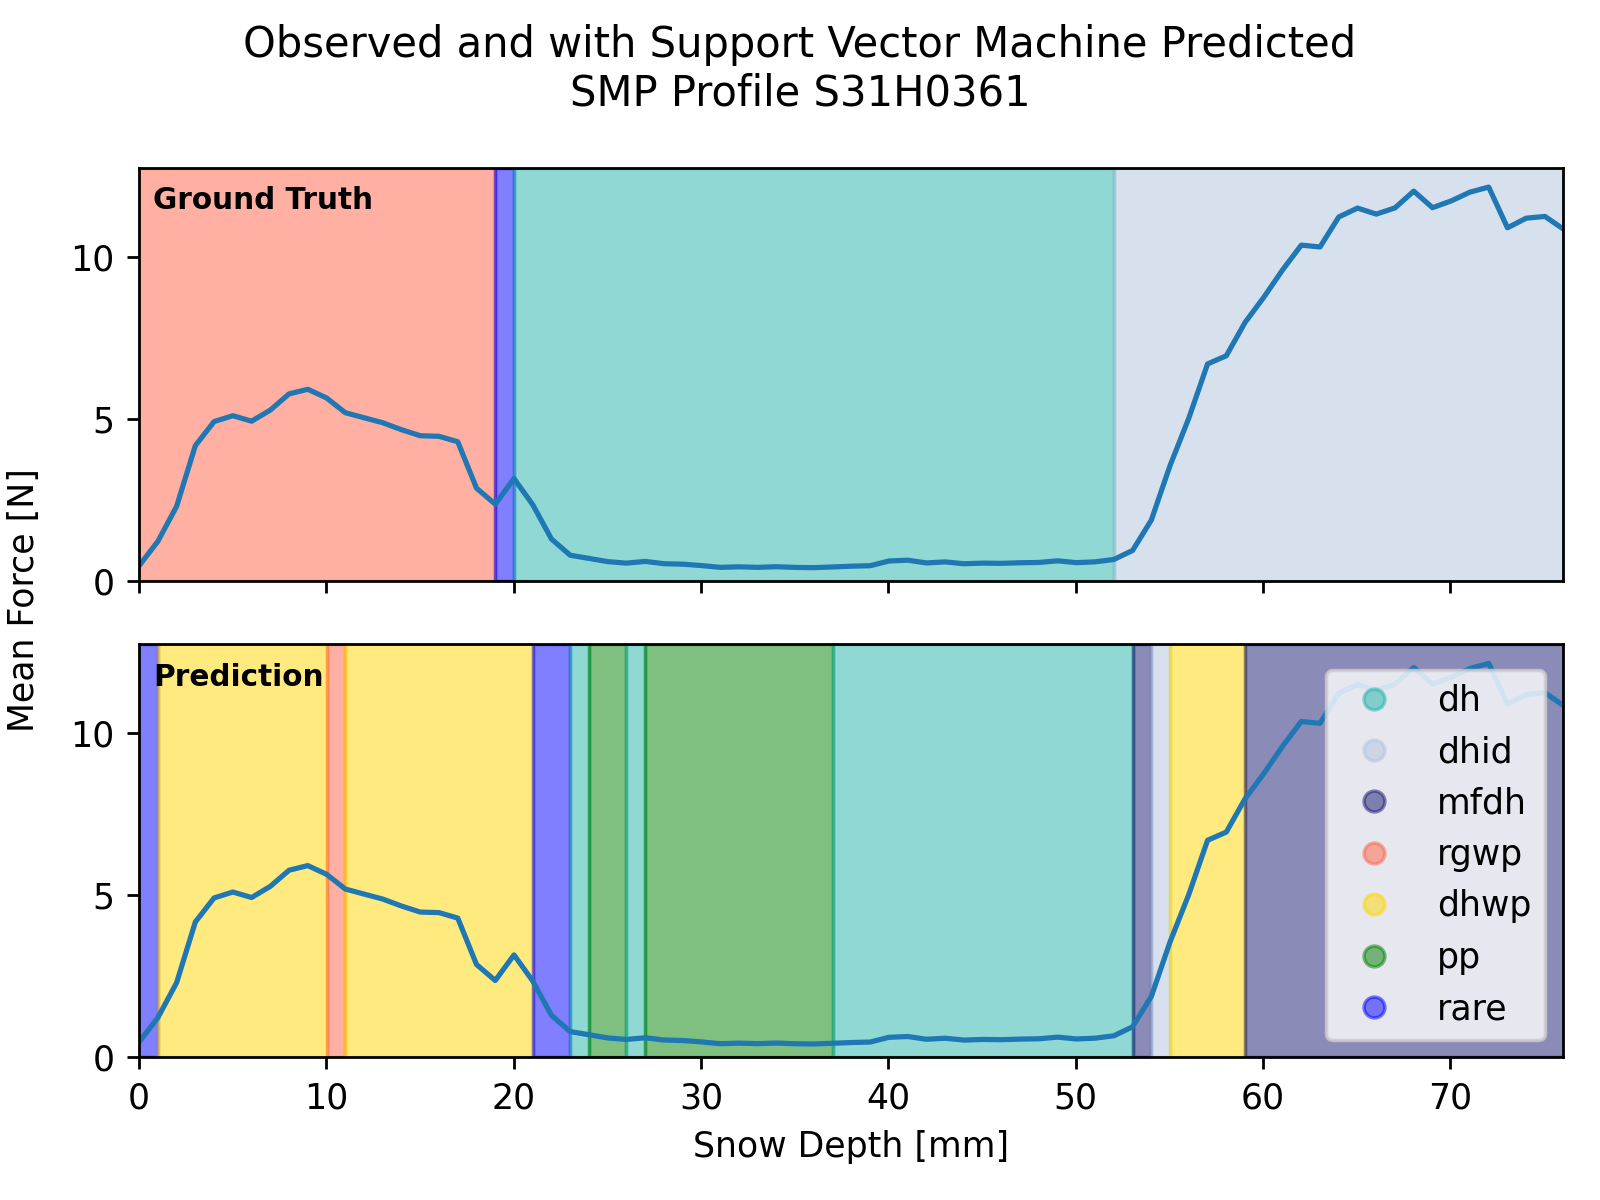 Observed and with Support Vector Machine Predicted
SMP Profile S31H0361
Mean Force [N]
Ground Truth
10
5
0
Prediction
10
5
0
dh
dhid
mfdh
rgwp
dhwp
pp
rare
0 10 20 30 40 50 60 70
Snow Depth [mm]